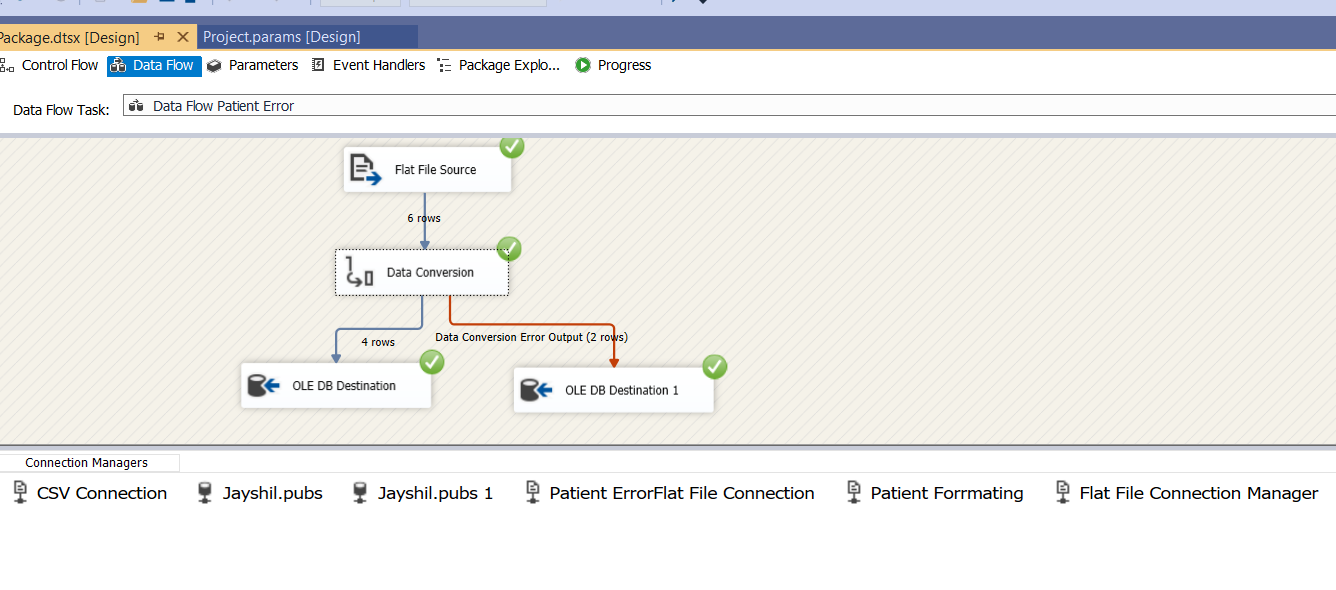 Package.dtsx [Design] Project.params [Design]
Control Flow Data Flow Parameters Event Handlers Package Explo... Progress
Data Flow Task: Data Flow Patient Error
Flat File Source
6 rows
Data Conversion
Data Conversion Error Output (2 rows)
4 rows
OLE DB Destination
OLE DB Destination 1
Connection Managers
CSV Connection Jayshil.pubs Jayshil.pubs 1 Patient ErrorFlat File Connection Patient Forrmating Flat File Connection Manager